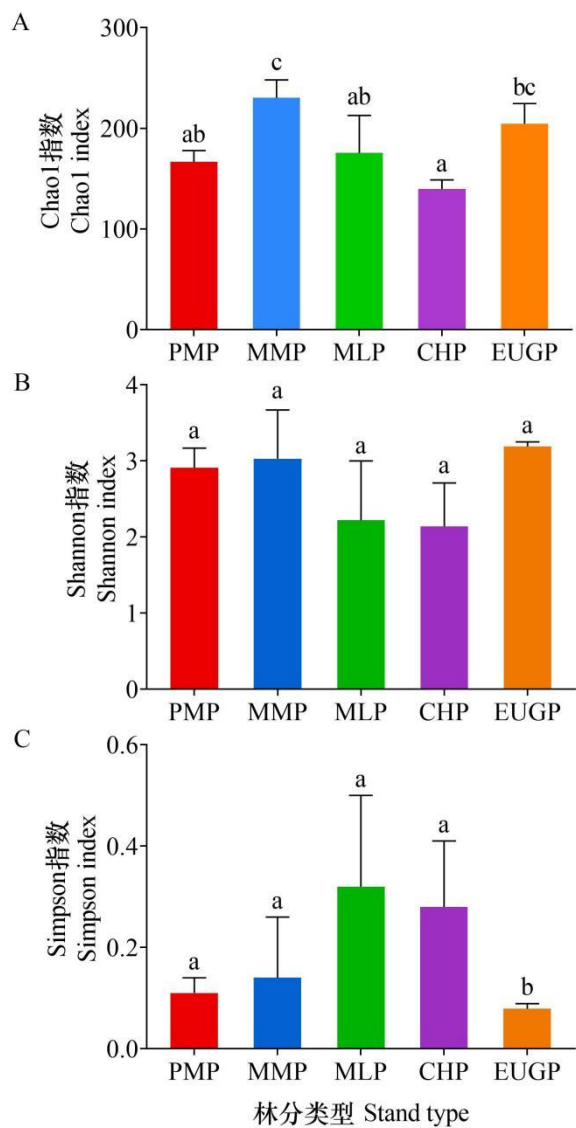 A
Chao1指数
Chao1 index
300
200
100
0
ab
c
ab
a
bc
PMP MMP MLP CHP EUGP
B
Shannon指数
Shannon index
4
3
2
1
0
a
a
a
a
a
PMP MMP MLP CHP EUGP
C
Simpson指数
Simpson index
0.6
0.4
0.2
0.0
a
a
a
a
b
PMP MMP MLP CHP EUGP
林分类型 Stand type